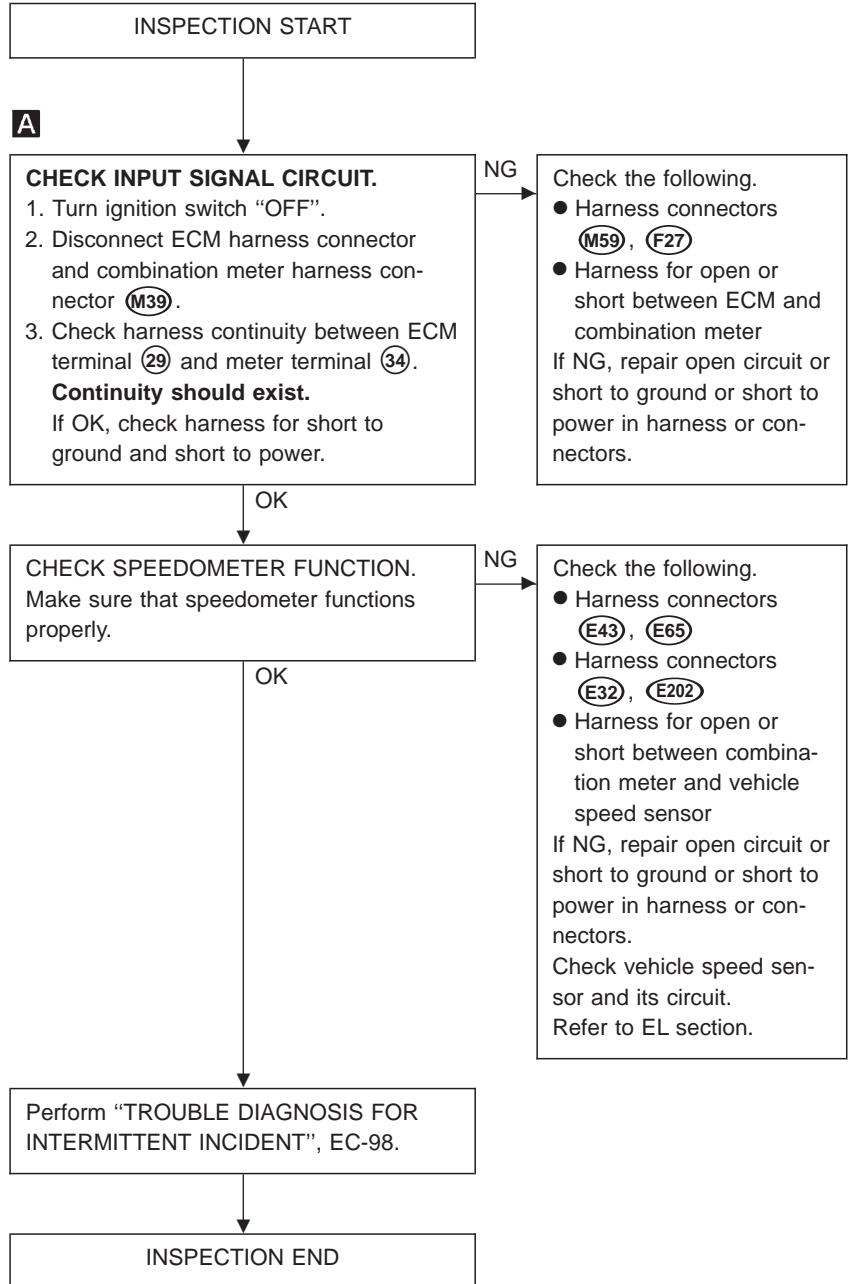 INSPECTION START
A
CHECK INPUT SIGNAL CIRCUIT.
1. Turn ignition switch ‘‘OFF’’.
2. Disconnect ECM harness connector
and combination meter harness con-
nector M39.
3. Check harness continuity between ECM
terminal 29 and meter terminal 34.
Continuity should exist.
If OK, check harness for short to
ground and short to power.
NG
Check the following.
● Harness connectors
M59, F27
● Harness for open or
short between ECM and
combination meter
If NG, repair open circuit or
short to ground or short to
power in harness or con-
nectors.
OK
CHECK SPEEDOMETER FUNCTION.
Make sure that speedometer functions
properly.
NG
Check the following.
● Harness connectors
E43, E65
● Harness connectors
E32, E202
● Harness for open or
short between combina-
tion meter and vehicle
speed sensor
If NG, repair open circuit or
short to ground or short to
power in harness or con-
nectors.
Check vehicle speed sen-
sor and its circuit.
Refer to EL section.
OK
Perform ‘‘TROUBLE DIAGNOSIS FOR
INTERMITTENT INCIDENT’’, EC-98.
INSPECTION END